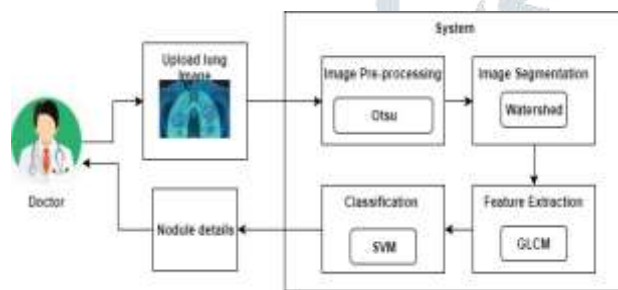 System
Upload lung
Image
Image Pre-processing
Otsu
Image Segmentation
Watershed
Doctor
Nodule details
Classification
SVM
Feature Extraction
GLCM